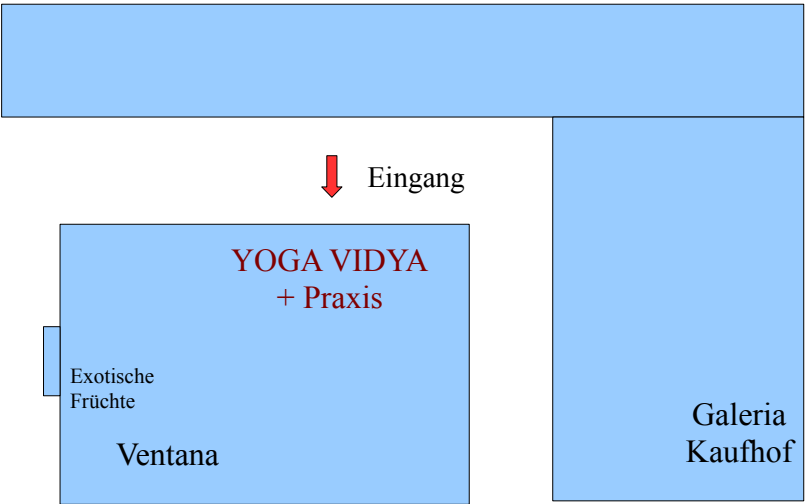 Eingang
YOGA VIDYA
+ Praxis
Exotische
Früchte
Ventana
Galeria
Kaufhof